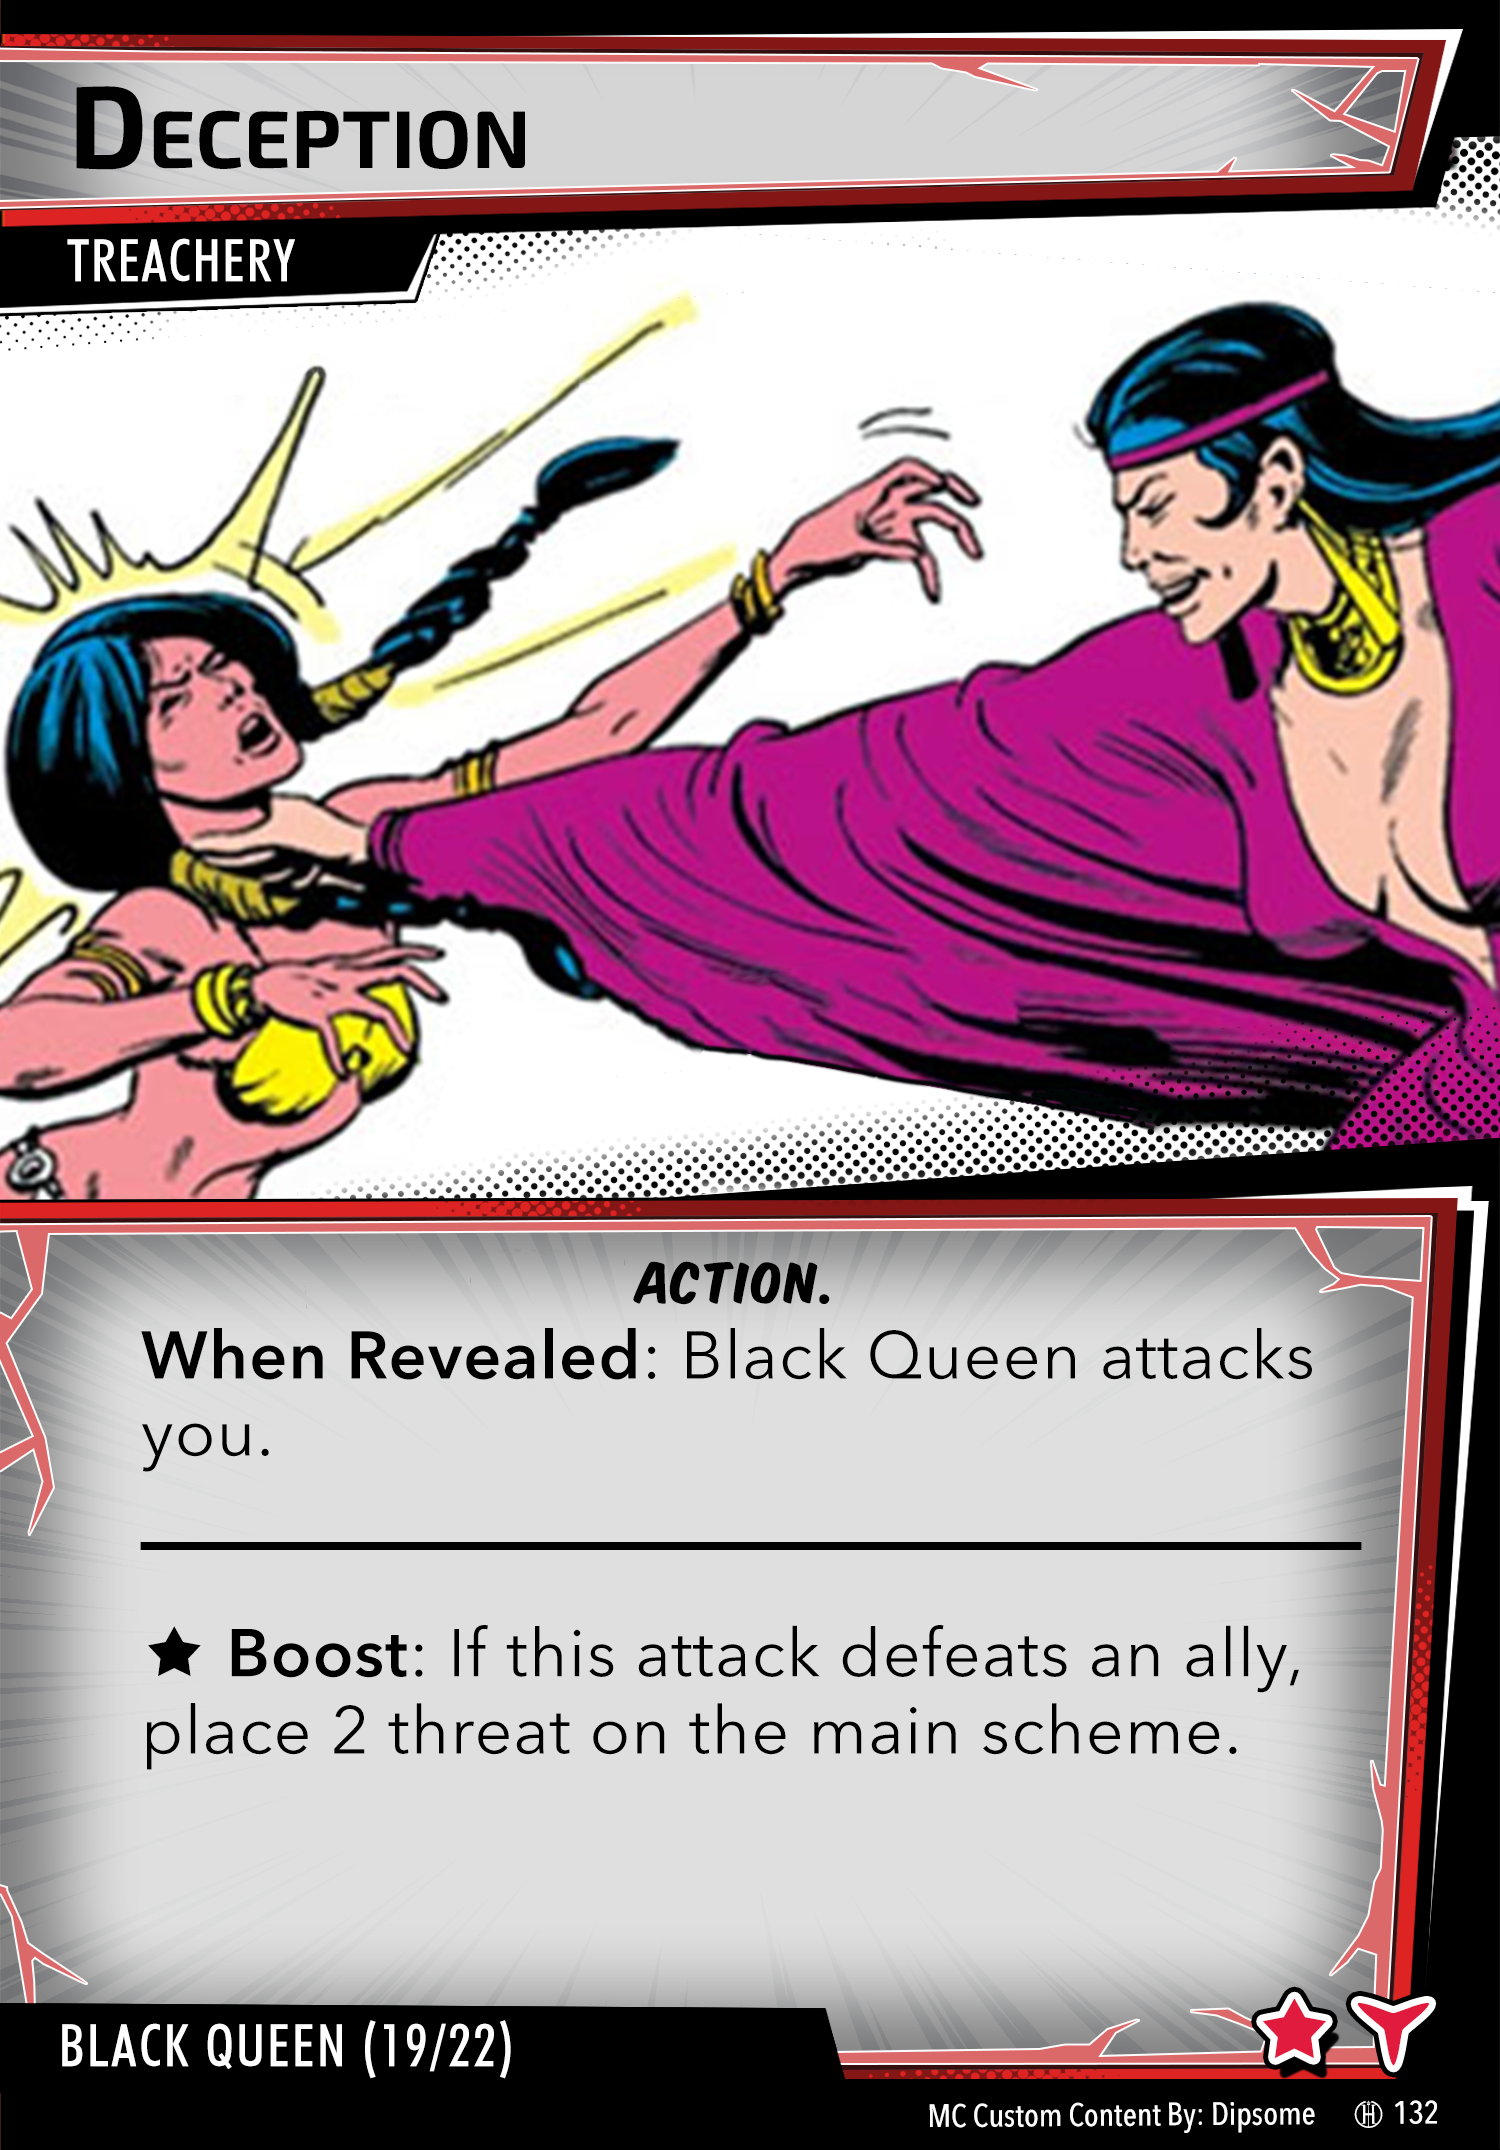 DECEPTION
TREACHERY
ACTION.
When Revealed: Black Queen attacks
you.
★ Boost: If this attack defeats an ally,
place 2 threat on the main scheme.
BLACK QUEEN (19/22)
MC Custom Content By: Dipsome 132